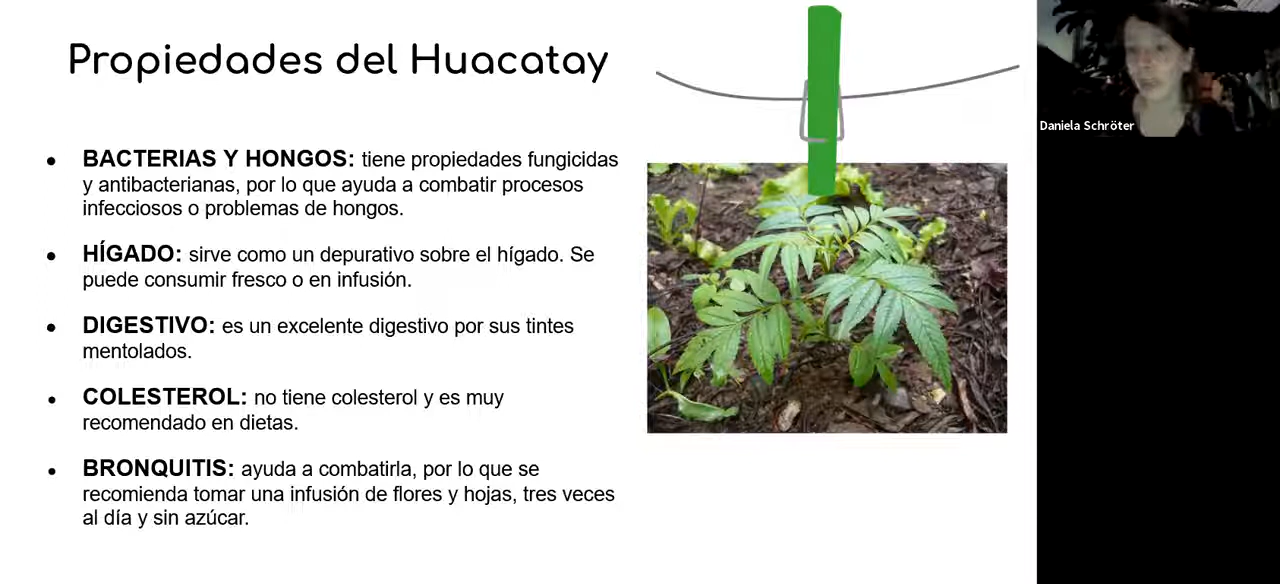 Propiedades del Huacatay
Daniela Schröter
● BACTERIAS Y HONGOS: tiene propiedades fungicidas
y antibacterianas, por lo que ayuda a combatir procesos
infecciosos o problemas de hongos.
● HÍGADO: sirve como un depurativo sobre el hígado. Se
puede consumir fresco o en infusión.
● DIGESTIVO: es un excelente digestivo por sus tintes
mentolados.
● COLESTEROL: no tiene colesterol y es muy
recomendado en dietas.
● BRONQUITIS: ayuda a combatirla, por lo que se
recomienda tomar una infusión de flores y hojas, tres veces
al día y sin azúcar.